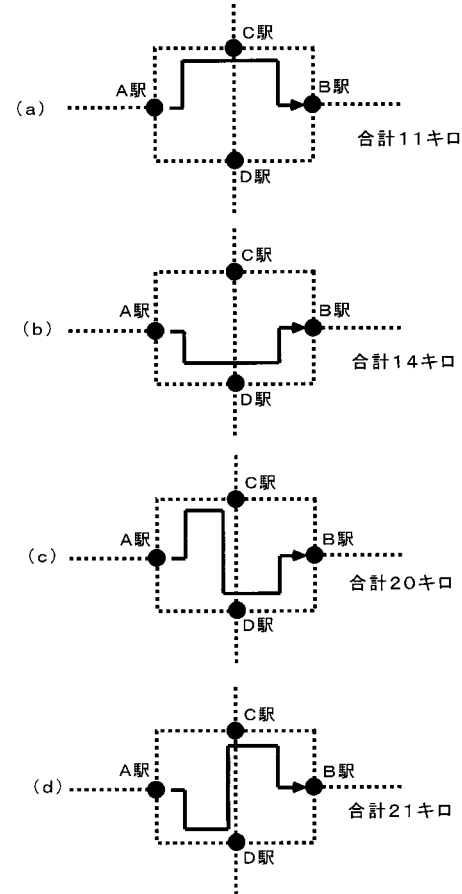 C駅
A駅
B駅
(a)
合計11キロ
D駅
C駅
A駅
B駅
(b)
合計14キロ
D駅
C駅
A駅
B駅
(c)
合計20キロ
D駅
C駅
A駅
B駅
(d)
合計21キロ
D駅